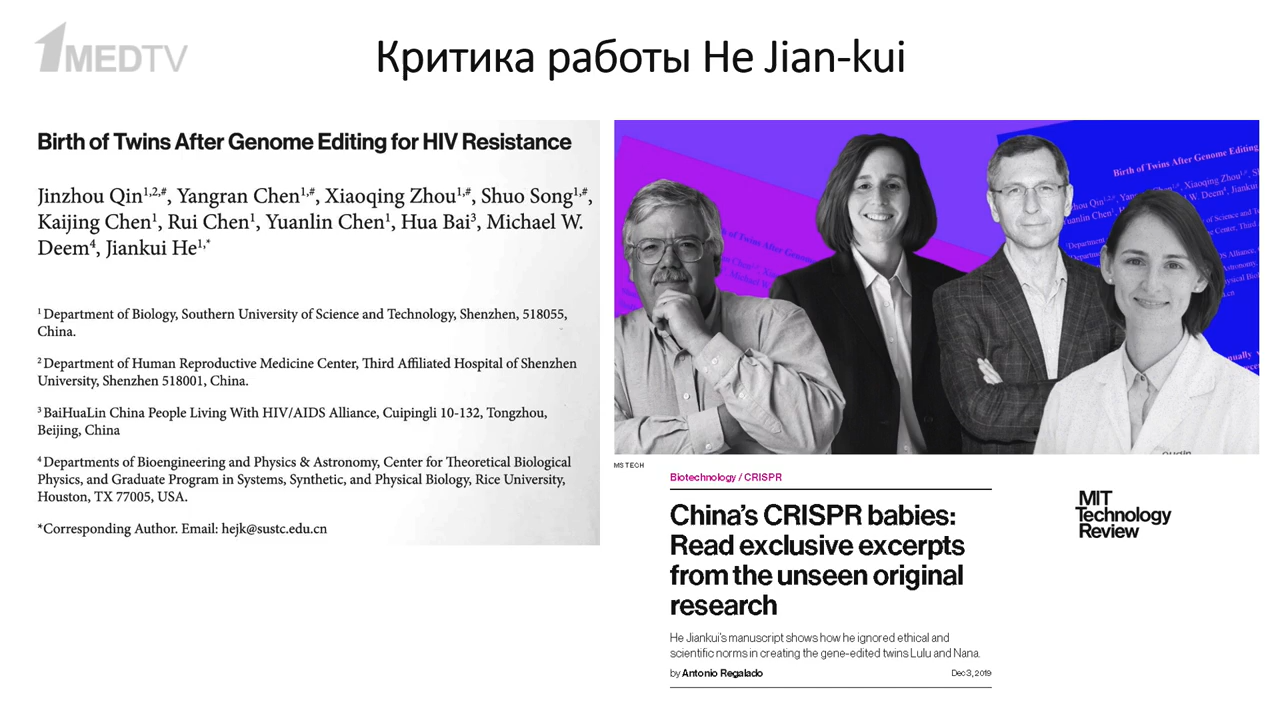 1MEDTV
Критика работы He Jian-kui
Birth of Twins After Genome Editing for HIV Resistance
Jinzhou Qin1,2,#, Yangran Chen1,#, Xiaoqing Zhou1,#, Shuo Song1,#,
Kaijing Chen1, Rui Chen1, Yuanlin Chen1, Hua Bai3, Michael W.
Deem4, Jiankui He1,*
1 Department of Biology, Southern University of Science and Technology, Shenzhen, 518055,
China.
2 Department of Human Reproductive Medicine Center, Third Affiliated Hospital of Shenzhen
University, Shenzhen 518001, China.
3 BaiHuaLin China People Living With HIV/AIDS Alliance, Cuipingli 10-132, Tongzhou,
Beijing, China
4 Departments of Bioengineering and Physics & Astronomy, Center for Theoretical Biological
Physics, and Graduate Program in Systems, Synthetic, and Physical Biology, Rice University,
Houston, TX 77005, USA.
*Corresponding Author. Email: hejk@sustc.edu.cn
Birth of Twins After Genome Editing
MS TECH
Biotechnology / CRISPR
China's CRISPR babies:
Read exclusive excerpts
from the unseen original
research
He Jiankui's manuscript shows how he ignored ethical and
scientific norms in creating the gene-edited twins Lulu and Nana.
by Antonio Regalado
Dec 3, 2019
MIT
Technology
Review